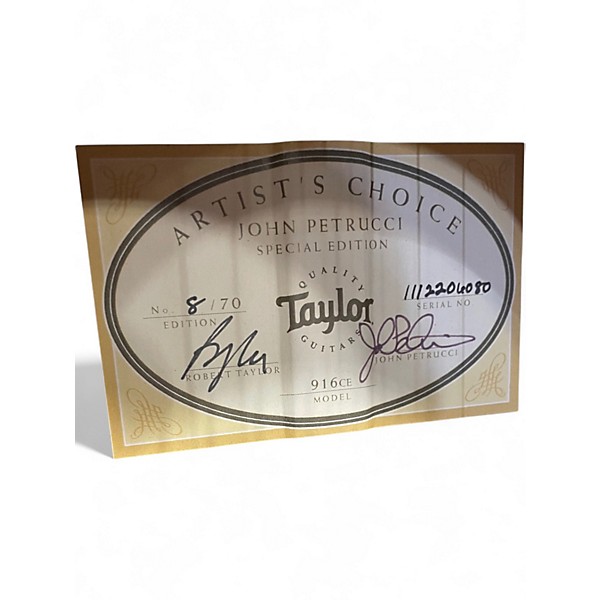 ARTIST'S CHOICE
JOHN PETRUCCI
SPECIAL EDITION
No. 8 / 70
EDITION
QUALITY
Taylor
GUITARS
1112204080
SERIAL NO.
ROBERT TAYLOR
JOHN PETRUCCI
916CE
MODEL